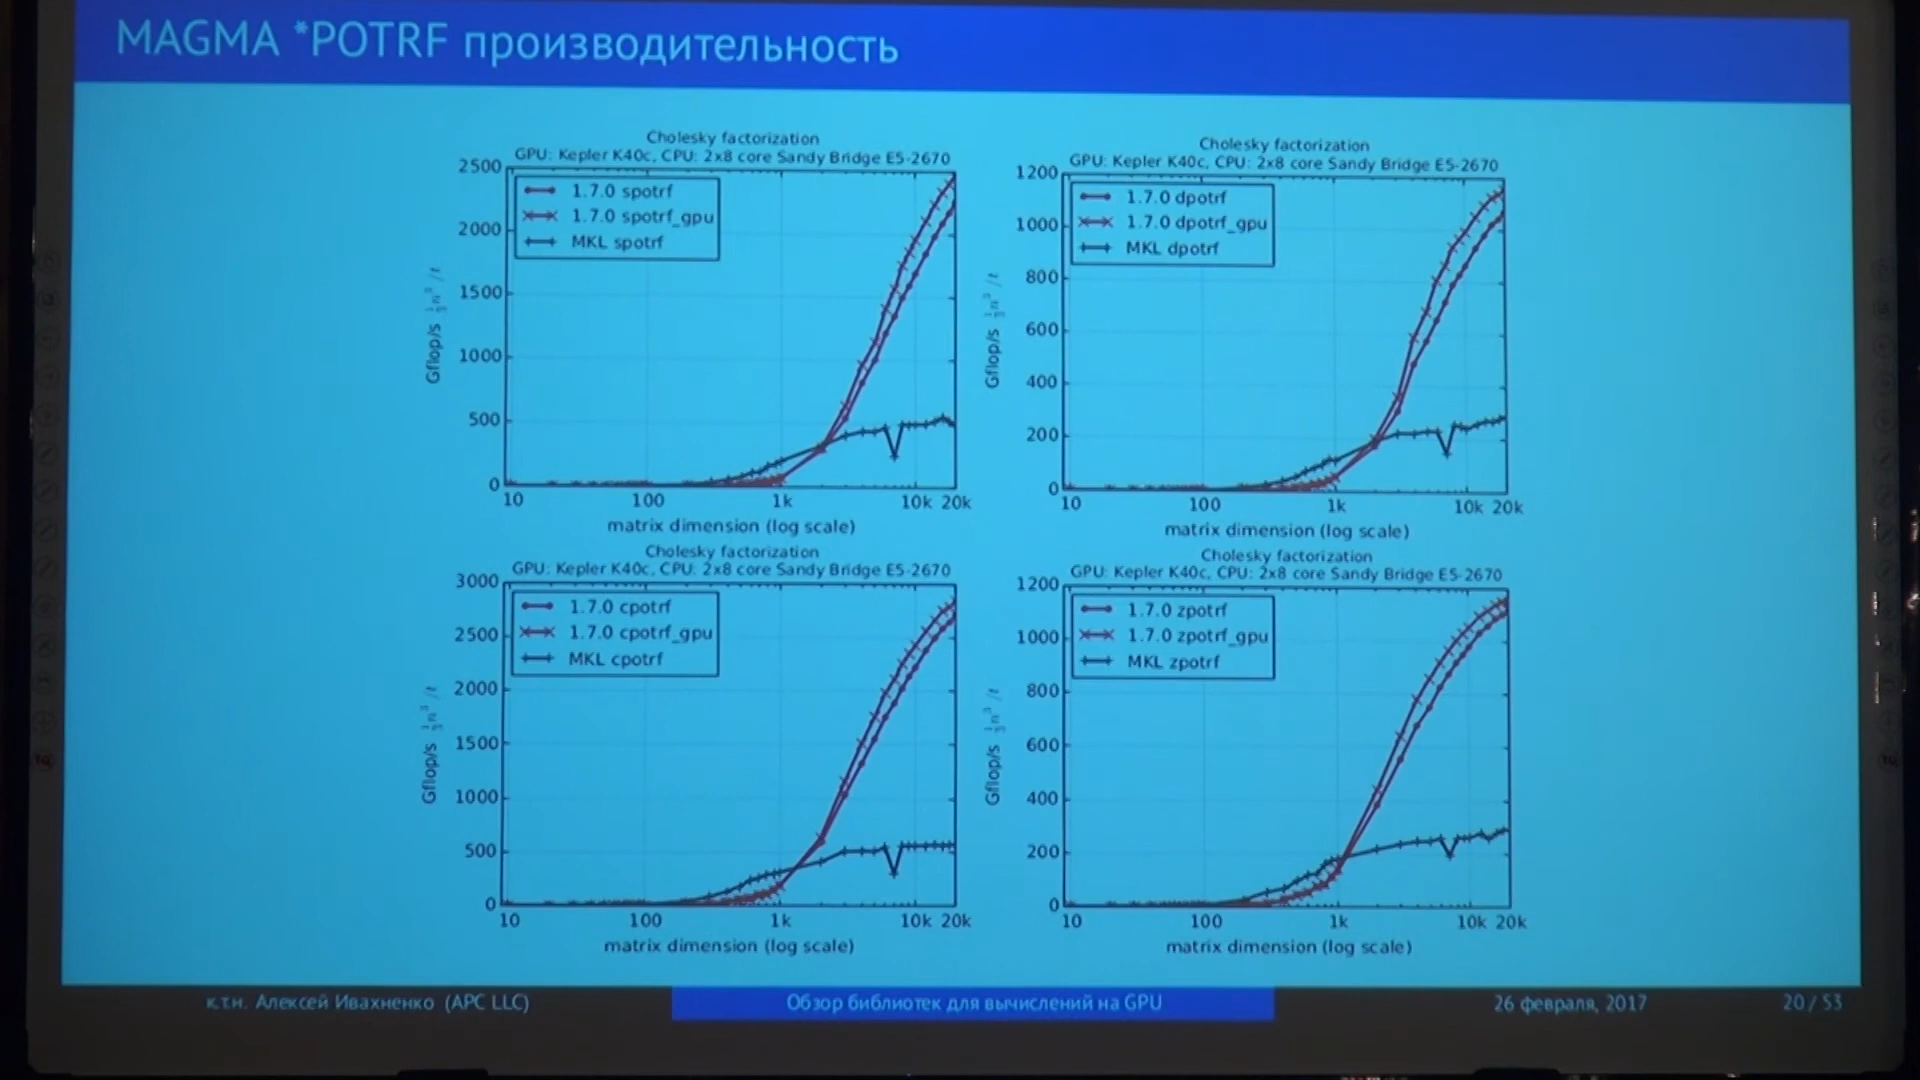 MAGMA *POTRF производительность
Cholesky factorization
GPU: Kepler K40c, CPU: 2x8 core Sandy Bridge E5-2670
2500
2000
1500
1000
500
0
1.7.0 spotrf
1.7.0 spotrf_gpu
MKL spotrf
Gflop/s
10 100 1k 10k 20k
matrix dimension (log scale)
Cholesky factorization
GPU: Kepler K40c, CPU: 2x8 core Sandy Bridge E5-2670
1200
1000
800
600
400
200
0
1.7.0 dpotrf
1.7.0 dpotrf_gpu
MKL dpotrf
Gflop/s
10 100 1k 10k 20k
matrix dimension (log scale)
Cholesky factorization
GPU: Kepler K40c, CPU: 2x8 core Sandy Bridge E5-2670
3000
2500
2000
1500
1000
500
0
1.7.0 cpotrf
1.7.0 cpotrf_gpu
MKL cpotrf
Gflop/s
10 100 1k 10k 20k
matrix dimension (log scale)
Cholesky factorization
GPU: Kepler K40c, CPU: 2x8 core Sandy Bridge E5-2670
1200
1000
800
600
400
200
0
1.7.0 zpotrf
1.7.0 zpotrf_gpu
MKL zpotrf
Gflop/s
10 100 1k 10k 20k
matrix dimension (log scale)
к.т.н. Алексей Ивахненко (APC LLC)
Обзор библиотек для вычислений на GPU
26 февраля, 2017
20 / 53